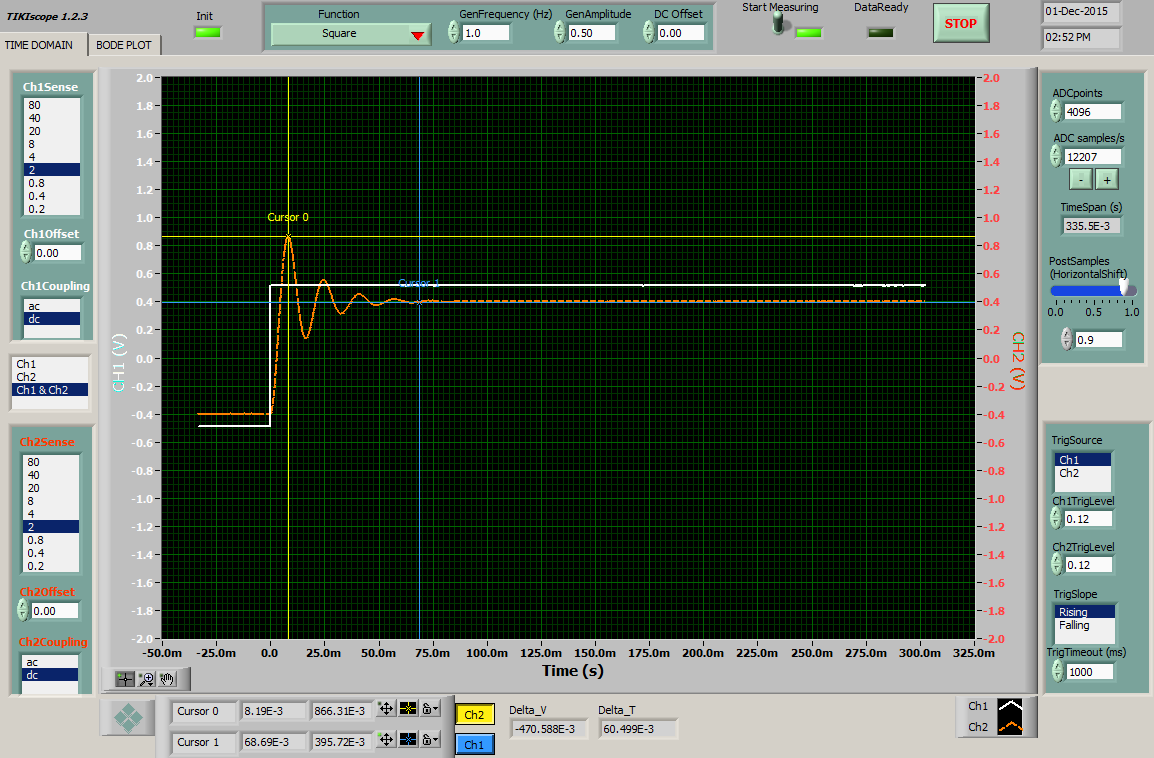 TIKIscope 1.2.3
Init
Function
Square
GenFrequency (Hz)
1.0
GenAmplitude
0.50
DC Offset
0.00
Start Measuring
DataReady
STOP
01-Dec-2015
02:52 PM
TIME DOMAIN
BODE PLOT
Ch1Sense
80
40
20
8
4
2
0.8
0.4
0.2
Ch1Offset
0.00
Ch1Coupling
ac
dc
Ch1
Ch2
Ch1 & Ch2
Ch2Sense
80
40
20
8
4
2
0.8
0.4
0.2
Ch2Offset
0.00
Ch2Coupling
ac
dc
CH1 (V)
2.0
1.8
1.6
1.4
1.2
1.0
0.8
0.6
0.4
0.2
0.0
-0.2
-0.4
-0.6
-0.8
-1.0
-1.2
-1.4
-1.6
-1.8
-2.0
Cursor 0
Cursor 1
2.0
1.8
1.6
1.4
1.2
1.0
0.8
0.6
0.4
0.2
0.0
-0.2
-0.4
-0.6
-0.8
-1.0
-1.2
-1.4
-1.6
-1.8
-2.0
CH2 (V)
-50.0m -25.0m 0.0 25.0m 50.0m 75.0m 100.0m 125.0m 150.0m 175.0m 200.0m 225.0m 250.0m 275.0m 300.0m 325.0m
Time (s)
ADCpoints
4096
ADC samples/s
12207
- +
TimeSpan (s)
335.5E-3
PostSamples
(HorizontalShift)
0.0 0.5 1.0
0.9
TrigSource
Ch1
Ch2
Ch1TrigLevel
0.12
Ch2TrigLevel
0.12
TrigSlope
Rising
Falling
TrigTimeout (ms)
1000
Cursor 0 8.19E-3 866.31E-3
Cursor 1 68.69E-3 395.72E-3
Ch2
Ch1
Delta_V
-470.588E-3
Delta_T
60.499E-3
Ch1
Ch2